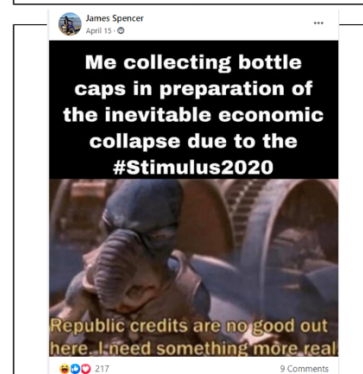 James Spencer
April 15 ·
Me collecting bottle
caps in preparation of
the inevitable economic
collapse due to the
#Stimulus2020
Republic credits are no good out
here. I need something more real
217
9 Comments